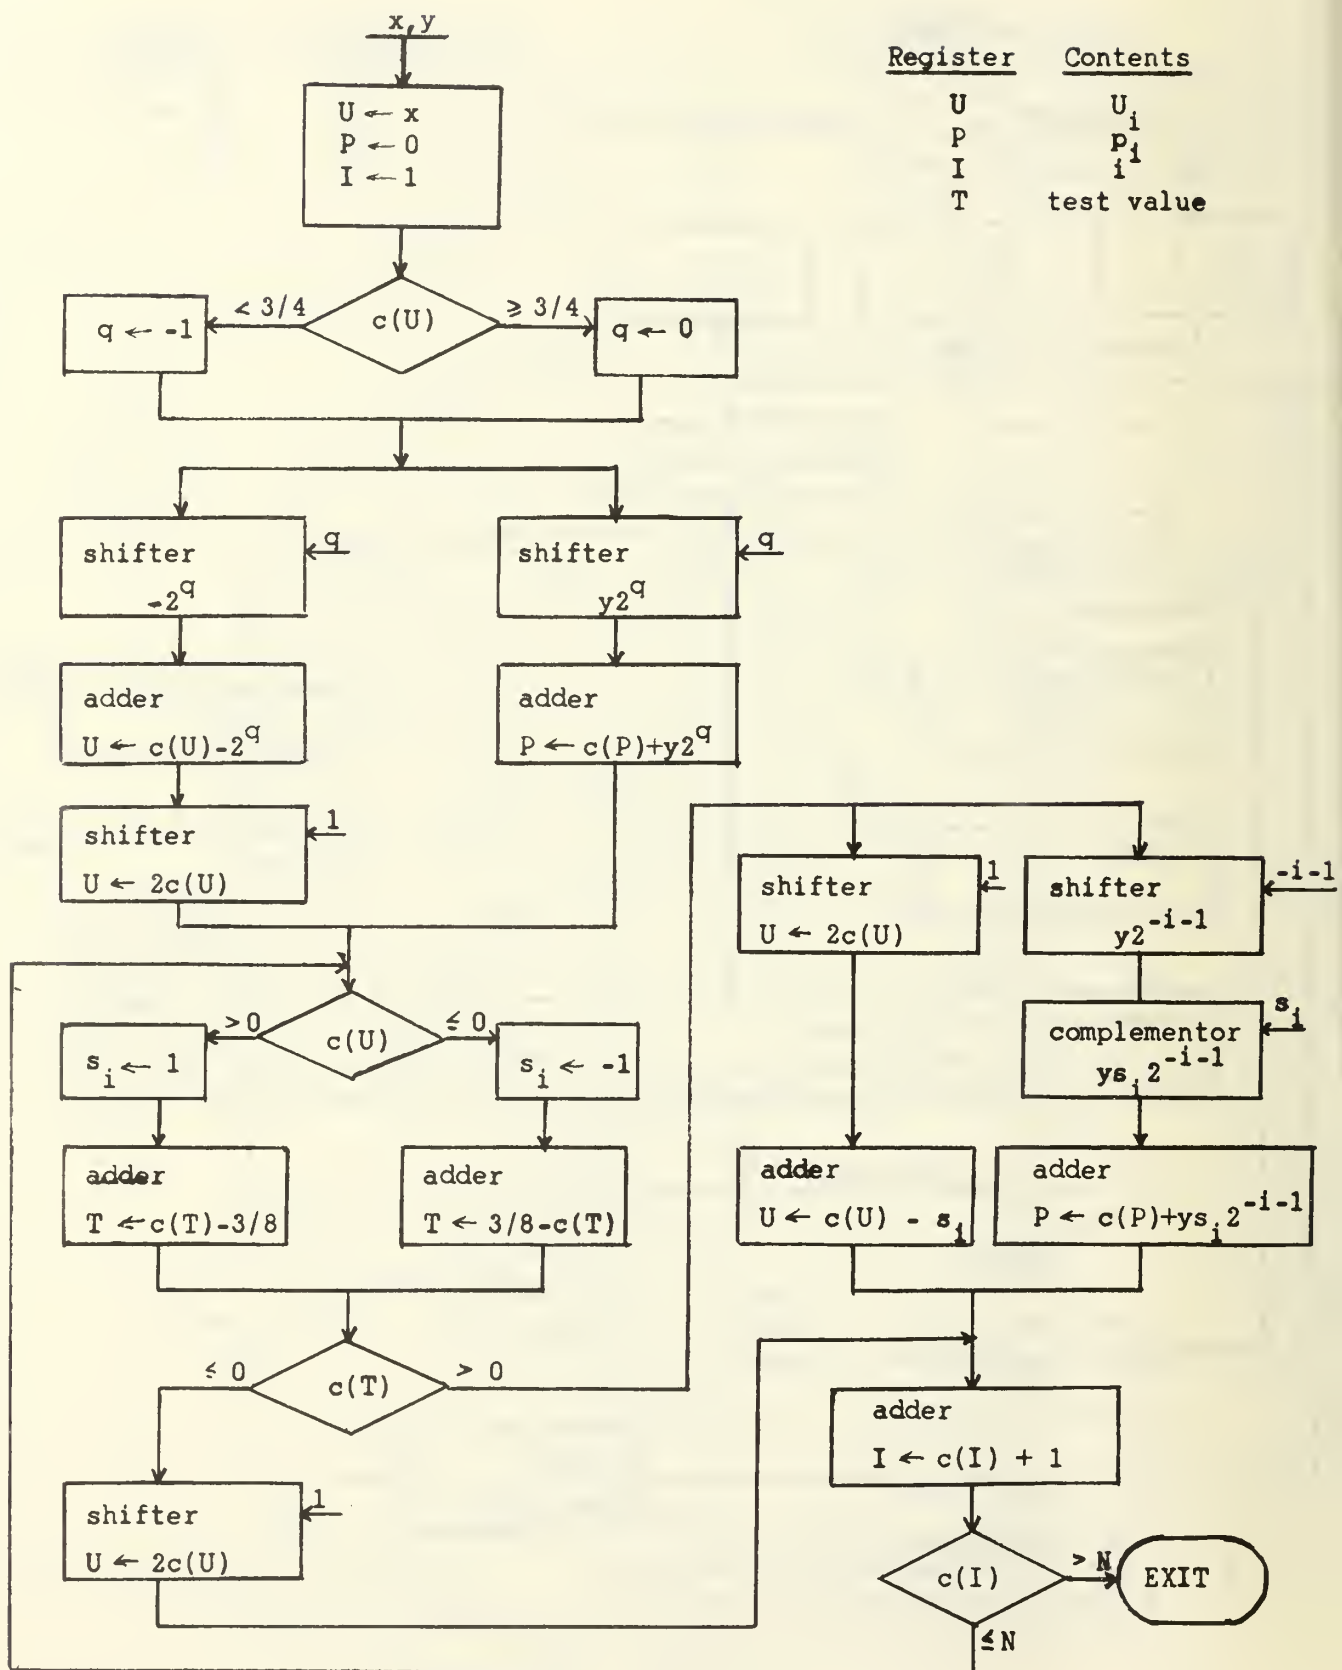 x, y
Register Contents
U U_i
P p_i
I i
T test value
U ← x
P ← 0
I ← 1
c(U)
< 3/4
≥ 3/4
q ← -1
q ← 0
shifter
-2^q
q
shifter
y2^q
q
adder
U ← c(U)-2^q
adder
P ← c(P)+y2^q
shifter
U ← 2c(U)
1
c(U)
>0
≤ 0
s_i ← 1
s_i ← -1
adder
T ← c(T)-3/8
adder
T ← 3/8-c(T)
c(T)
≤ 0
> 0
shifter
U ← 2c(U)
1
shifter
U ← 2c(U)
1
shifter
y2^-i-1
-i-1
complementor
ys_i 2^-i-1
s_i
adder
U ← c(U) - s_i
adder
P ← c(P)+ys_i 2^-i-1
adder
I ← c(I) + 1
c(I)
> N
EXIT
≤N